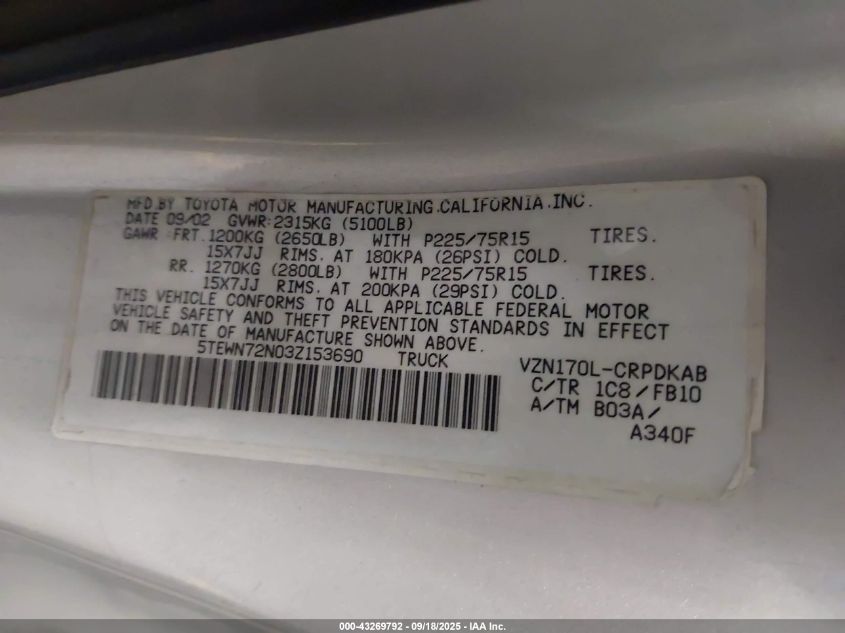 MFD.BY TOYOTA MOTOR MANUFACTURING.CALIFORNIA.INC.
DATE 09/02 GVWR:2315KG (5100LB)
GAWR FRT.1200KG (2650LB) WITH P225/75R15 TIRES.
15X7JJ RIMS. AT 180KPA (26PSI) COLD.
RR. 1270KG (2800LB) WITH P225/75R15 TIRES.
15X7JJ RIMS. AT 200KPA (29PSI) COLD.
THIS VEHICLE CONFORMS TO ALL APPLICABLE FEDERAL MOTOR
VEHICLE SAFETY AND THEFT PREVENTION STANDARDS IN EFFECT
ON THE DATE OF MANUFACTURE SHOWN ABOVE.
5TEWN72N03Z153690 TRUCK
VZN170L-CRPDKAB
C/TR 1C8/FB10
A/TM B03A/
A340F
000-43269792 - 09/18/2025 - IAA Inc.